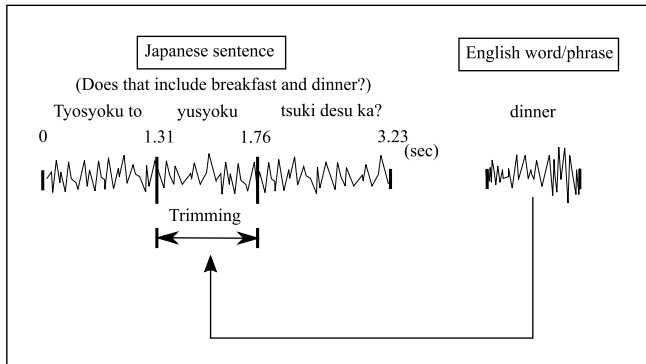 Japanese sentence
English word/phrase
(Does that include breakfast and dinner?)
Tyosyoku to yusyoku tsuki desu ka?
dinner
0 1.31 1.76 3.23
(sec)
Trimming